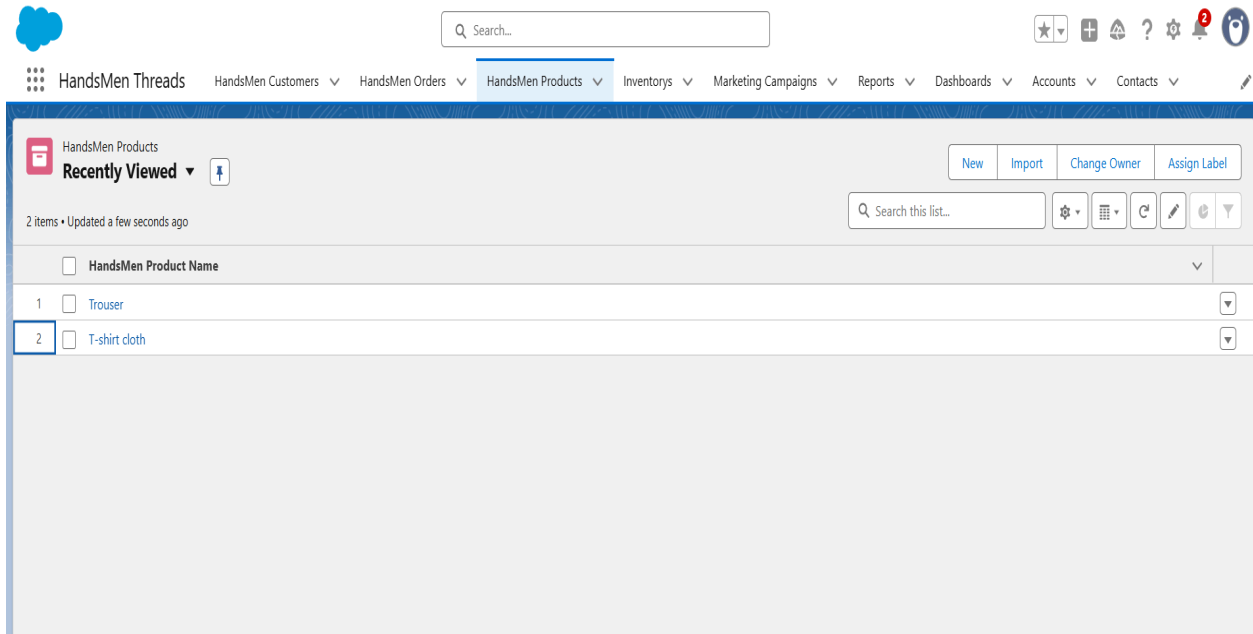 Search...
2
HandsMen Threads HandsMen Customers HandsMen Orders HandsMen Products Inventorys Marketing Campaigns Reports Dashboards Accounts Contacts
HandsMen Products
Recently Viewed
New Import Change Owner Assign Label
2 items • Updated a few seconds ago
Search this list...
HandsMen Product Name
1 Trouser
2 T-shirt cloth